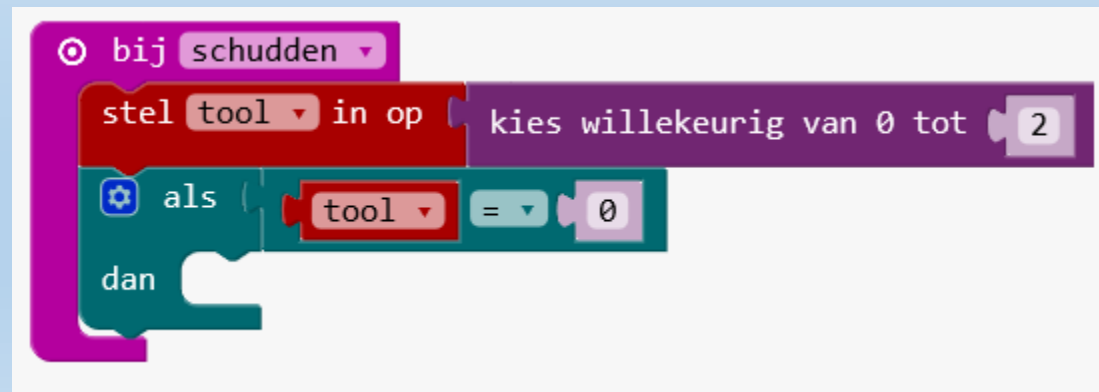 bij schudden
stel tool in op kies willekeurig van 0 tot 2
als tool = 0
dan